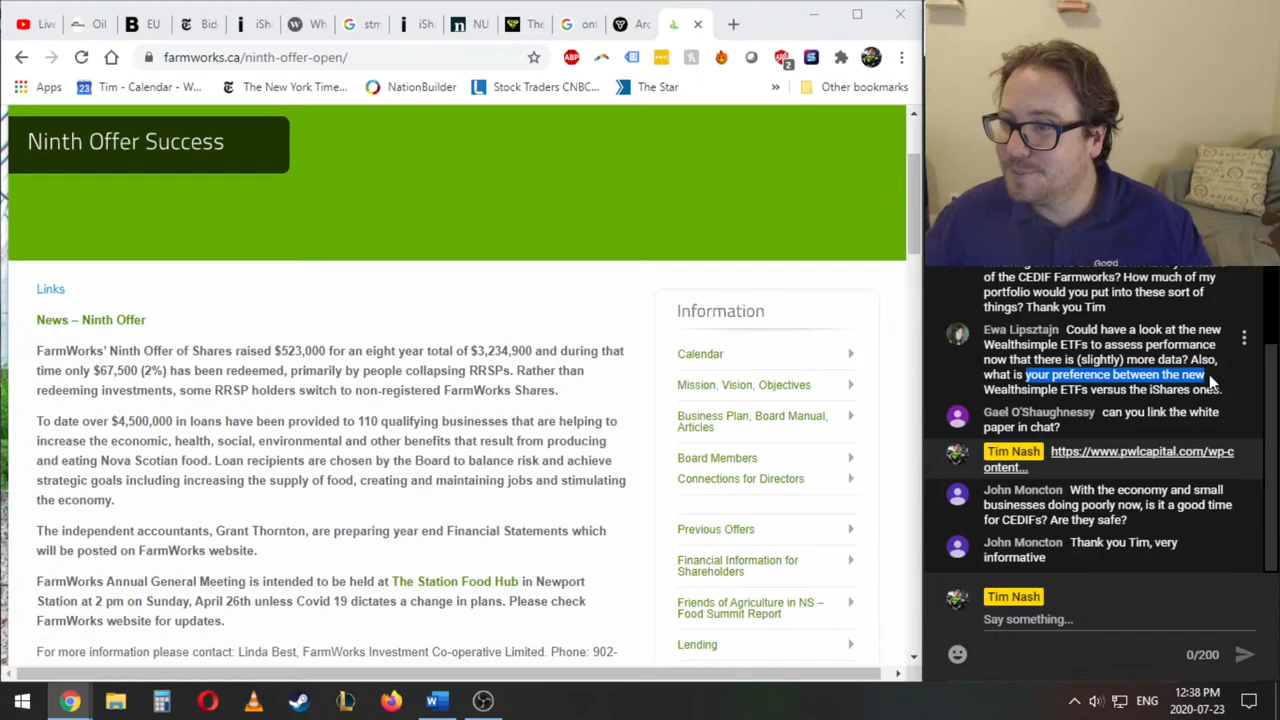 Live
Oil
EU
Bid
iSha
Wh
stm
iSha
NU
The
ont
Arc
farmworks.ca/ninth-offer-open/
2
Apps
23
Tim - Calendar - W...
The New York Time...
NationBuilder
Stock Traders CNBC...
The Star
»
Other bookmarks
Ninth Offer Success
Links
News – Ninth Offer
FarmWorks' Ninth Offer of Shares raised $523,000 for an eight year total of $3,234,900 and during that
time only $67,500 (2%) has been redeemed, primarily by people collapsing RRSPs. Rather than
redeeming investments, some RRSP holders switch to non-registered FarmWorks Shares.
To date over $4,500,000 in loans have been provided to 110 qualifying businesses that are helping to
increase the economic, health, social, environmental and other benefits that result from producing
and eating Nova Scotian food. Loan recipients are chosen by the Board to balance risk and achieve
strategic goals including increasing the supply of food, creating and maintaining jobs and stimulating
the economy.
The independent accountants, Grant Thornton, are preparing year end Financial Statements which
will be posted on FarmWorks website.
FarmWorks Annual General Meeting is intended to be held at The Station Food Hub in Newport
Station at 2 pm on Sunday, April 26th unless Covid 19 dictates a change in plans. Please check
FarmWorks website for updates.
For more information please contact: Linda Best, FarmWorks Investment Co-operative Limited. Phone: 902-
Information
Calendar
Mission, Vision, Objectives
Business Plan, Board Manual,
Articles
Board Members
Connections for Directors
Previous Offers
Financial Information for
Shareholders
Friends of Agriculture in NS –
Food Summit Report
Lending
of the CEDIF Farmworks? How much of my
portfolio would you put into these sort of
things? Thank you Tim
Ewa Lipsztajn Could have a look at the new
Wealthsimple ETFs to assess performance
now that there is (slightly) more data? Also,
what is your preference between the new
Wealthsimple ETFs versus the iShares ones.
Gael O'Shaughnessy can you link the white
paper in chat?
Tim Nash https://www.pwlcapital.com/wp-c
ontent...
John Moncton With the economy and small
businesses doing poorly now, is it a good time
for CEDIFs? Are they safe?
John Moncton Thank you Tim, very
informative
Tim Nash
Say something...
0/200
ENG
12:38 PM
2020-07-23